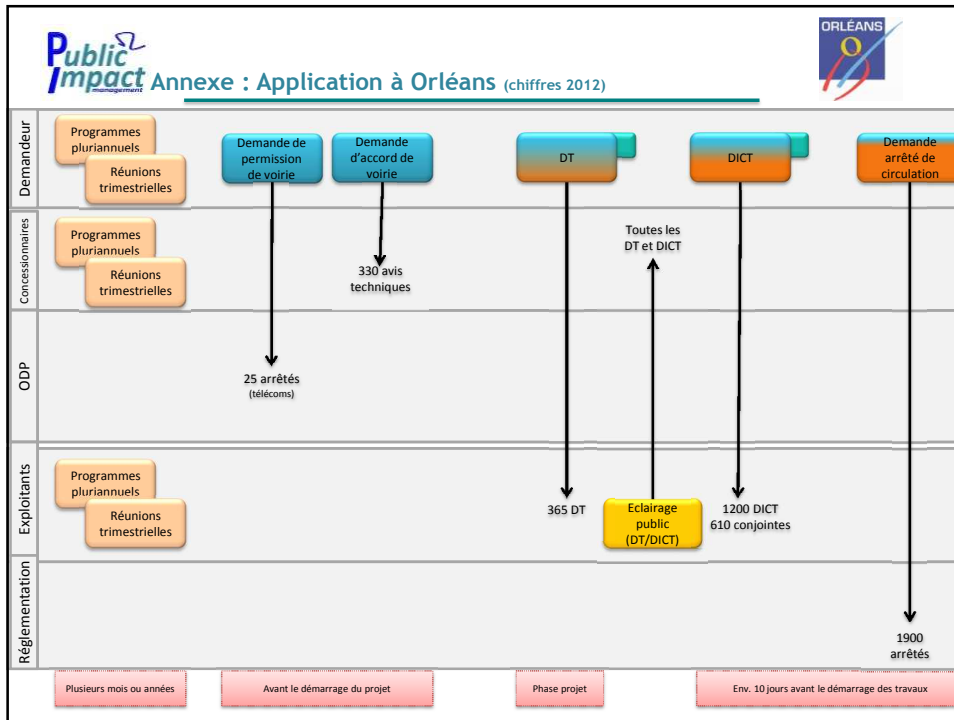 Public
Impact
management
Annexe : Application à Orléans (chiffres 2012)
ORLÉANS
Demandeur
Programmes
pluriannuels
Réunions
trimestrielles
Demande de
permission
de voirie
Demande
d'accord de
voirie
DT
DICT
Demande
arrêté de
circulation
Concessionnaires
Programmes
pluriannuels
Réunions
trimestrielles
330 avis
techniques
Toutes les
DT et DICT
ODP
25 arrêtés
(télécoms)
Exploitants
Programmes
pluriannuels
Réunions
trimestrielles
365 DT
Eclairage
public
(DT/DICT)
1200 DICT
610 conjointes
Réglementation
1900
arrêtés
Plusieurs mois ou années
Avant le démarrage du projet
Phase projet
Env. 10 jours avant le démarrage des travaux